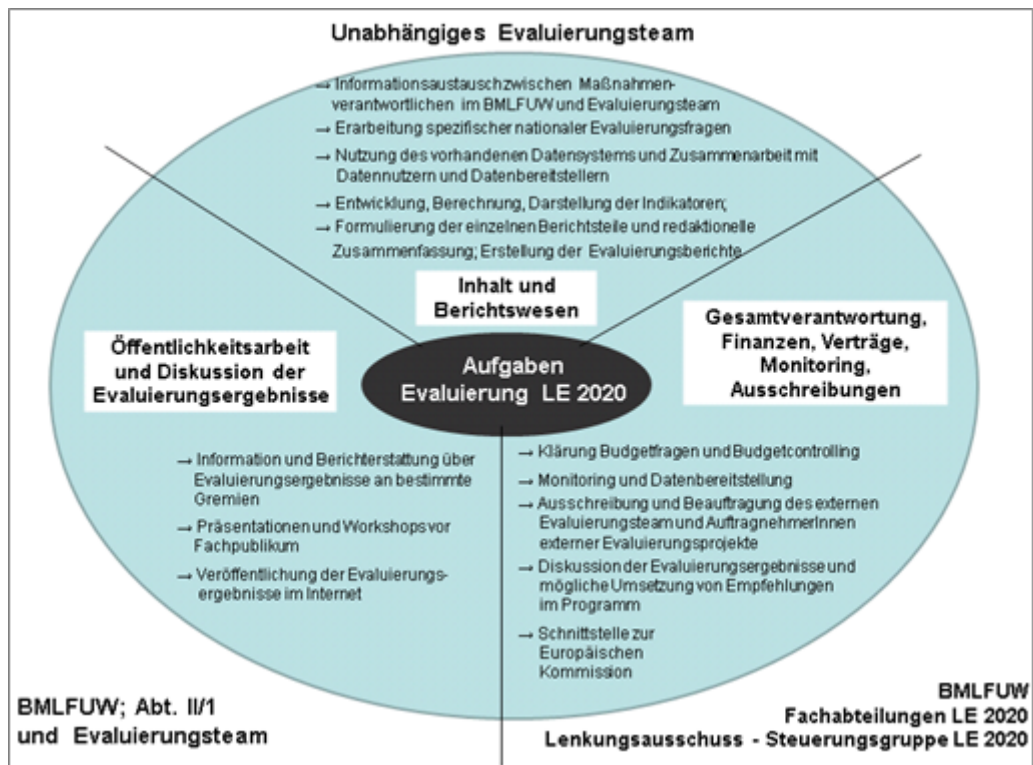 Unabhängiges Evaluierungsteam
→ Informationsaustauschzwischen Maßnahmen-
verantwortlichen im BMLFUW und Evaluierungsteam
→ Erarbeitung spezifischer nationaler Evaluierungsfragen
→ Nutzung des vorhandenen Datensystems und Zusammenarbeit mit
Datennutzern und Datenbereitstellern
→ Entwicklung, Berechnung, Darstellung der Indikatoren;
→ Formulierung der einzelnen Berichtsteile und redaktionelle
Zusammenfassung; Erstellung der Evaluierungsberichte
Inhalt und
Berichtswesen
Öffentlichkeitsarbeit
und Diskussion der
Evaluierungsergebnisse
Aufgaben
Evaluierung LE 2020
Gesamtverantwortung,
Finanzen, Verträge,
Monitoring,
Ausschreibungen
→ Information und Berichterstattung über
Evaluierungsergebnisse an bestimmte
Gremien
→ Präsentationen und Workshops vor
Fachpublikum
→ Veröffentlichung der Evaluierungs-
ergebnisse im Internet
→ Klärung Budgetfragen und Budgetcontrolling
→ Monitoring und Datenbereitstellung
→ Ausschreibung und Beauftragung des externen
Evaluierungsteam und AuftragnehmerInnen
externer Evaluierungsprojekte
→ Diskussion der Evaluierungsergebnisse und
mögliche Umsetzung von Empfehlungen
im Programm
→ Schnittstelle zur
Europäischen
Kommission
BMLFUW; Abt. II/1
und Evaluierungsteam
BMLFUW
Fachabteilungen LE 2020
Lenkungsausschuss - Steuerungsgruppe LE 2020